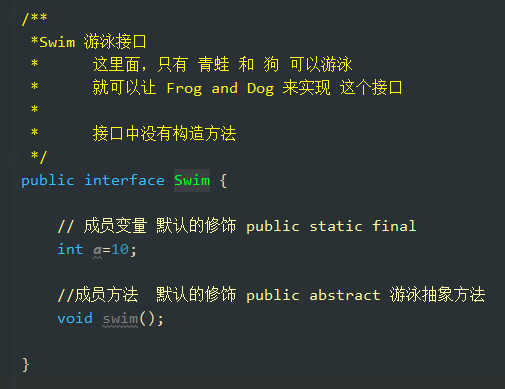 /**
 *Swim 游泳接口
 *      这里面，只有 青蛙 和 狗 可以游泳
 *      就可以让 Frog and Dog 来实现 这个接口
 *
 *      接口中没有构造方法
 */
public interface Swim {
    // 成员变量 默认的修饰 public static final
    int a=10;
    //成员方法  默认的修饰 public abstract 游泳抽象方法
    void swim();
}